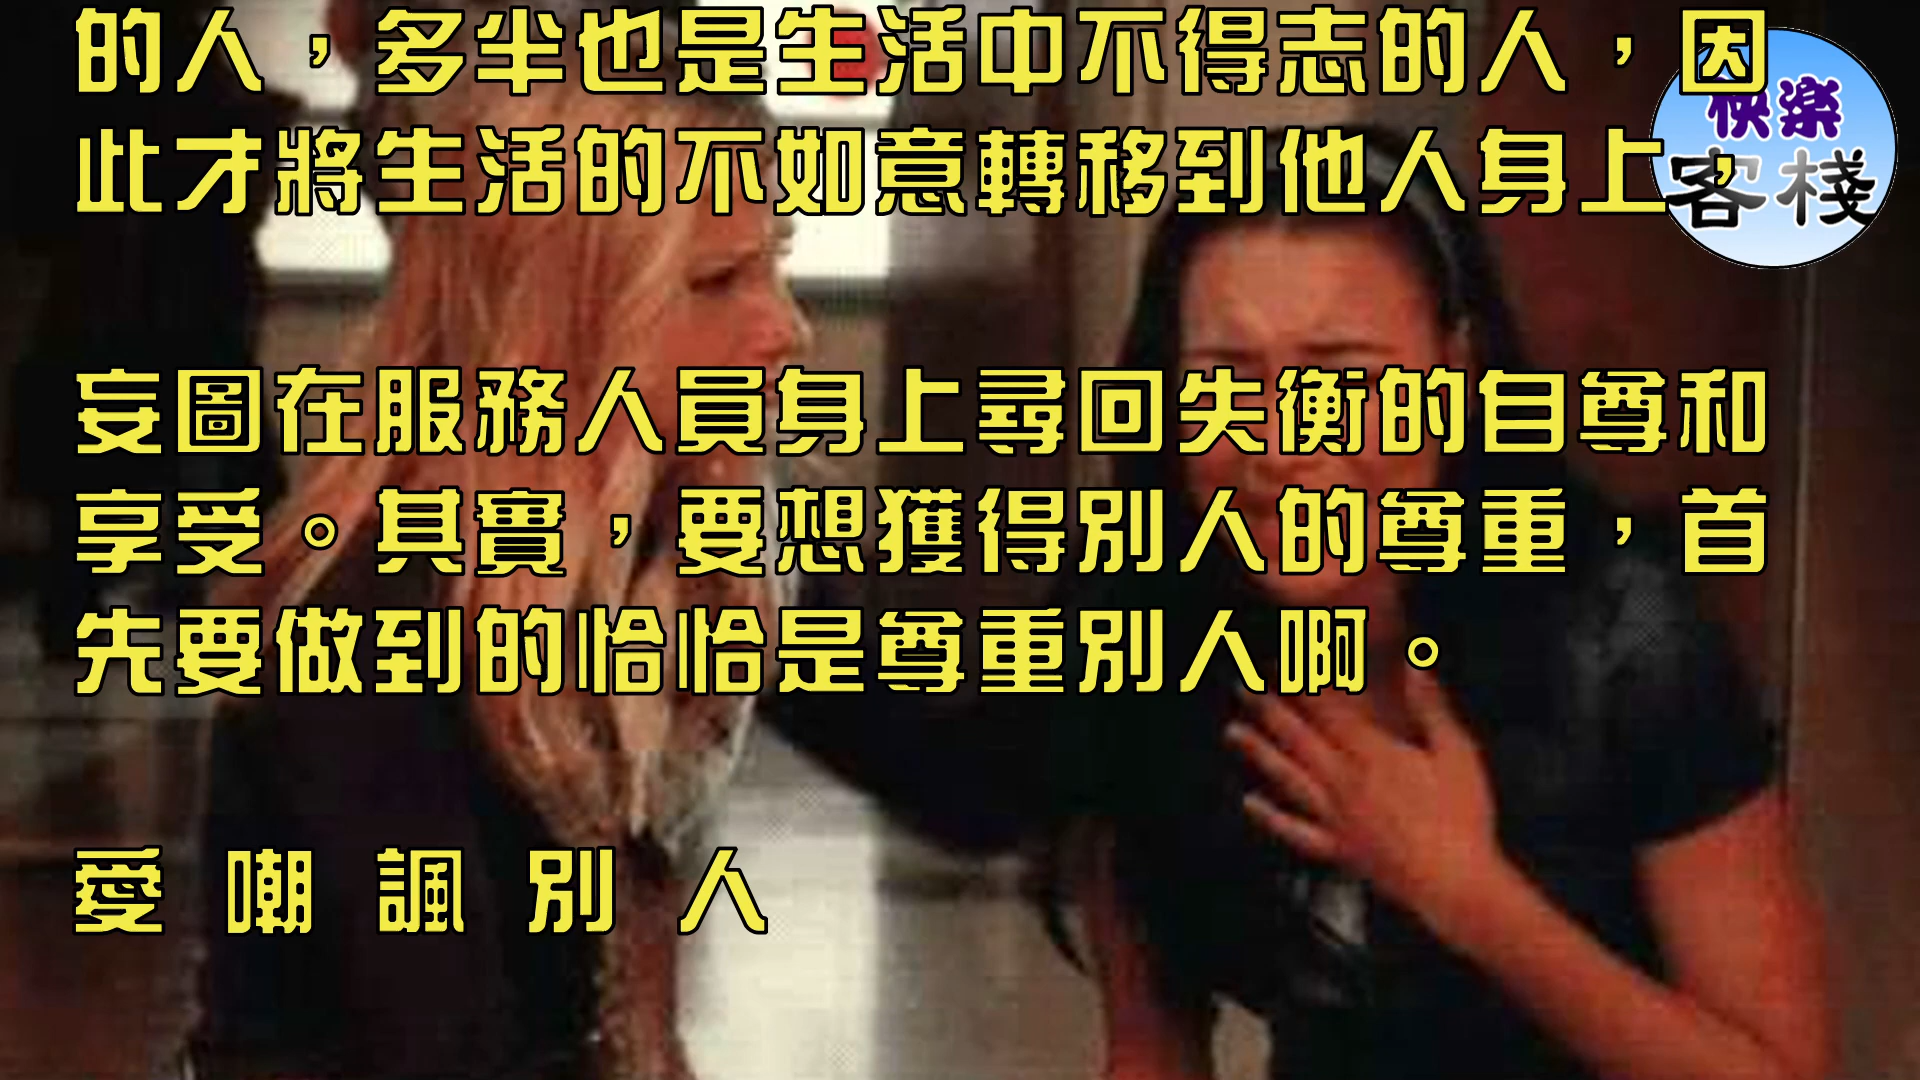 的人，多半也是生活中不得志的人，因
此才將生活的不如意轉移到他人身上，
快樂
客棧
妄圖在服務人員身上尋回失衡的自尊和
享受。其實，要想獲得別人的尊重，首
先要做到的恰恰是尊重別人啊。
愛嘲諷別人